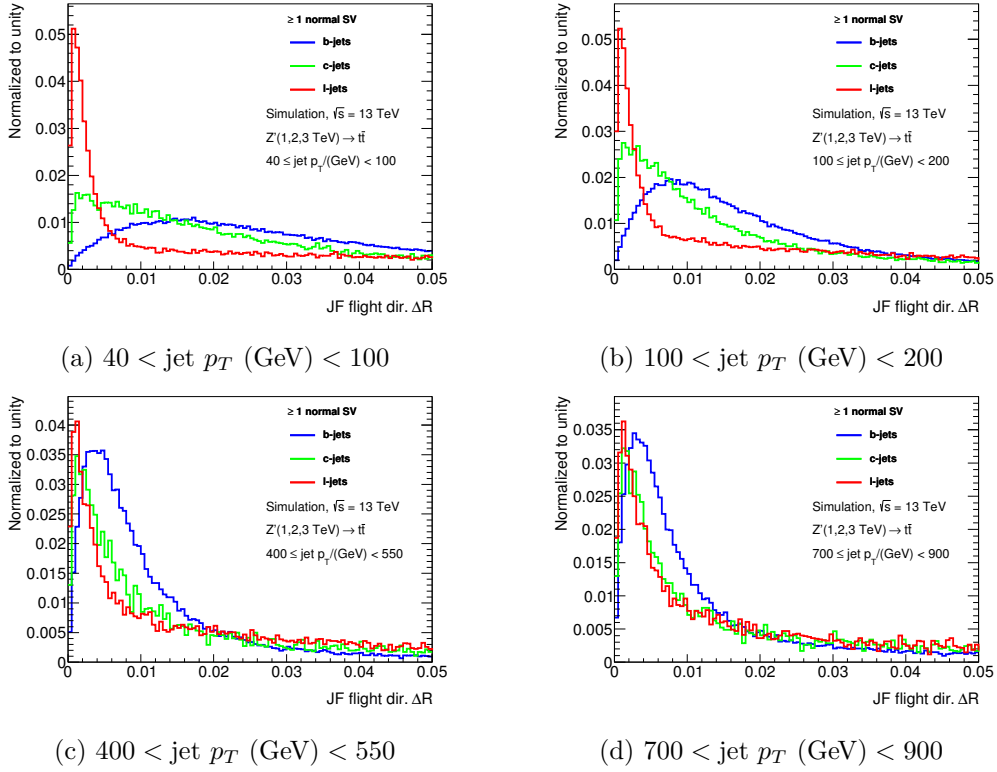 Normalized to unity
0.05
0.04
0.03
0.02
0.01
0
0 0.01 0.02 0.03 0.04 0.05
JF flight dir. ΔR
≥ 1 normal SV
b-jets
c-jets
l-jets
Simulation, √s = 13 TeV
Z'(1,2,3 TeV) → tt̄
40 ≤ jet p_T/(GeV) < 100
(a) 40 < jet p_T (GeV) < 100
Normalized to unity
0.05
0.04
0.03
0.02
0.01
0
0 0.01 0.02 0.03 0.04 0.05
JF flight dir. ΔR
≥ 1 normal SV
b-jets
c-jets
l-jets
Simulation, √s = 13 TeV
Z'(1,2,3 TeV) → tt̄
100 ≤ jet p_T/(GeV) < 200
(b) 100 < jet p_T (GeV) < 200
Normalized to unity
0.04
0.035
0.03
0.025
0.02
0.015
0.01
0.005
0
0 0.01 0.02 0.03 0.04 0.05
JF flight dir. ΔR
≥ 1 normal SV
b-jets
c-jets
l-jets
Simulation, √s = 13 TeV
Z'(1,2,3 TeV) → tt̄
400 ≤ jet p_T/(GeV) < 550
(c) 400 < jet p_T (GeV) < 550
Normalized to unity
0.035
0.03
0.025
0.02
0.015
0.01
0.005
0
0 0.01 0.02 0.03 0.04 0.05
JF flight dir. ΔR
≥ 1 normal SV
b-jets
c-jets
l-jets
Simulation, √s = 13 TeV
Z'(1,2,3 TeV) → tt̄
700 ≤ jet p_T/(GeV) < 900
(d) 700 < jet p_T (GeV) < 900